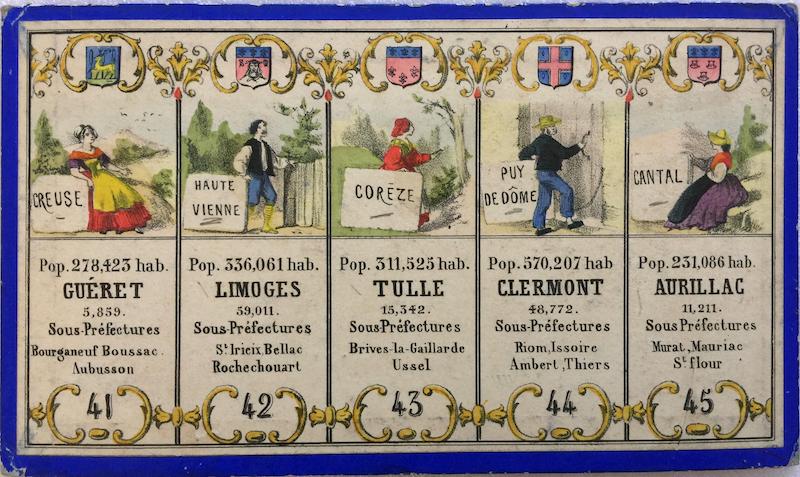 CREUSE
Pop. 278,423 hab.
GUÉRET
5,859.
Sous-Préfectures
Bourganeuf Boussac.
Aubusson
41
HAUTE
VIENNE
Pop. 336,061 hab.
LIMOGES
59,011.
Sous-Préfectures
St. Irieix, Bellac
Rochechouart
42
CORÈZE
Pop. 311,525 hab.
TULLE
15,342.
Sous-Préfectures
Brives-la-Gaillarde
Ussel
43
PUY
DE DÔME
Pop. 570,207 hab
CLERMONT
48,772.
Sous-Préfectures
Riom, Issoire
Ambert, Thiers
44
CANTAL
Pop. 231,086 hab.
AURILLAC
11,211.
Sous Préfectures
Murat, Mauriac
St. flour
45